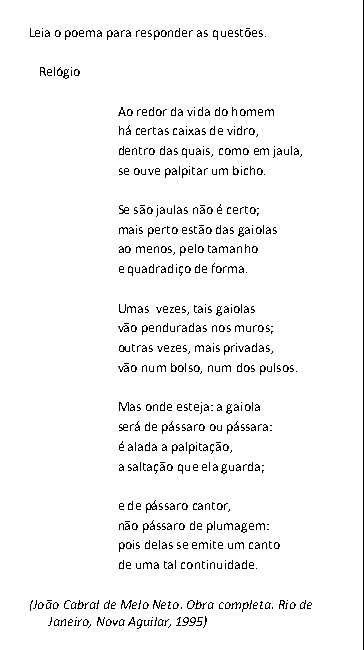 Leia o poema para responder as questões.
Relógio
Ao redor da vida do homem
há certas caixas de vidro,
dentro das quais, como em jaula,
se ouve palpitar um bicho.
Se são jaulas não é certo;
mais perto estão das gaiolas
ao menos, pelo tamanho
e quadradiço de forma.
Umas vezes, tais gaiolas
vão penduradas nos muros;
outras vezes, mais privadas,
vão num bolso, num dos pulsos.
Mas onde esteja: a gaiola
será de pássaro ou pássara:
é alada a palpitação,
a saltação que ela guarda;
e de pássaro cantor,
não pássaro de plumagem:
pois delas se emite um canto
de uma tal continuidade.
(João Cabral de Melo Neto. Obra completa. Rio de
Janeiro, Nova Aguilar, 1995)